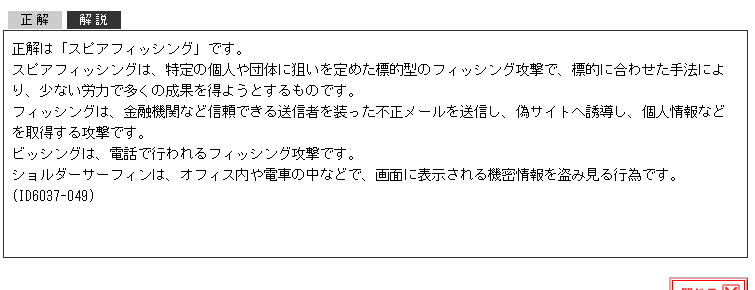 正解 解説
正解は「スピアフィッシング」です。
スピアフィッシングは、特定の個人や団体に狙いを定めた標的型のフィッシング攻撃で、標的に合わせた手法によ
り、少ない労力で多くの成果を得ようとするものです。
フィッシングは、金融機関など信頼できる送信者を装った不正メールを送信し、偽サイトへ誘導し、個人情報など
を取得する攻撃です。
ビッシングは、電話で行われるフィッシング攻撃です。
ショルダーサーフィンは、オフィス内や電車の中などで、画面に表示される機密情報を盗み見る行為です。
(ID6037-049)